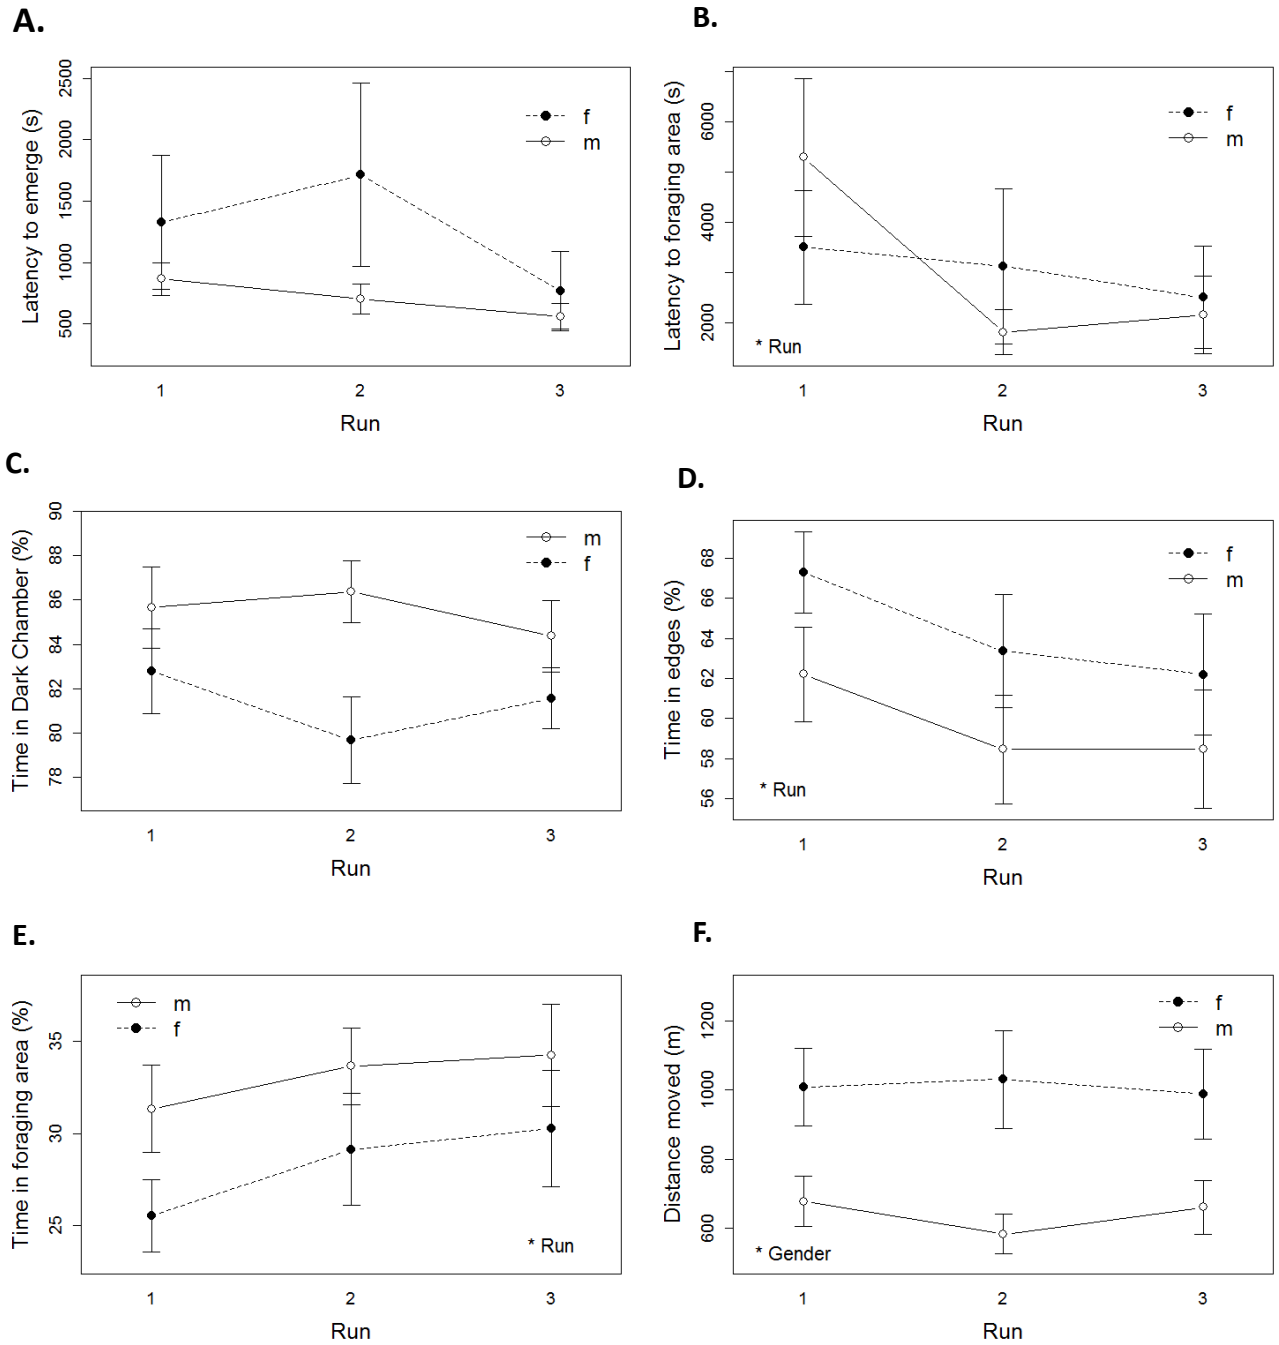 A.
Latency to emerge (s)
2500
2000
1500
1000
500
f
m
1 2 3
Run
B.
Latency to foraging area (s)
6000
4000
2000
f
m
* Run
1 2 3
Run
C.
Time in Dark Chamber (%)
90
88
86
84
82
80
78
m
f
1 2 3
Run
D.
Time in edges (%)
68
66
64
62
60
58
56
f
m
* Run
1 2 3
Run
E.
Time in foraging area (%)
35
30
25
m
f
* Run
1 2 3
Run
F.
Distance moved (m)
1200
1000
800
600
f
m
* Gender
1 2 3
Run